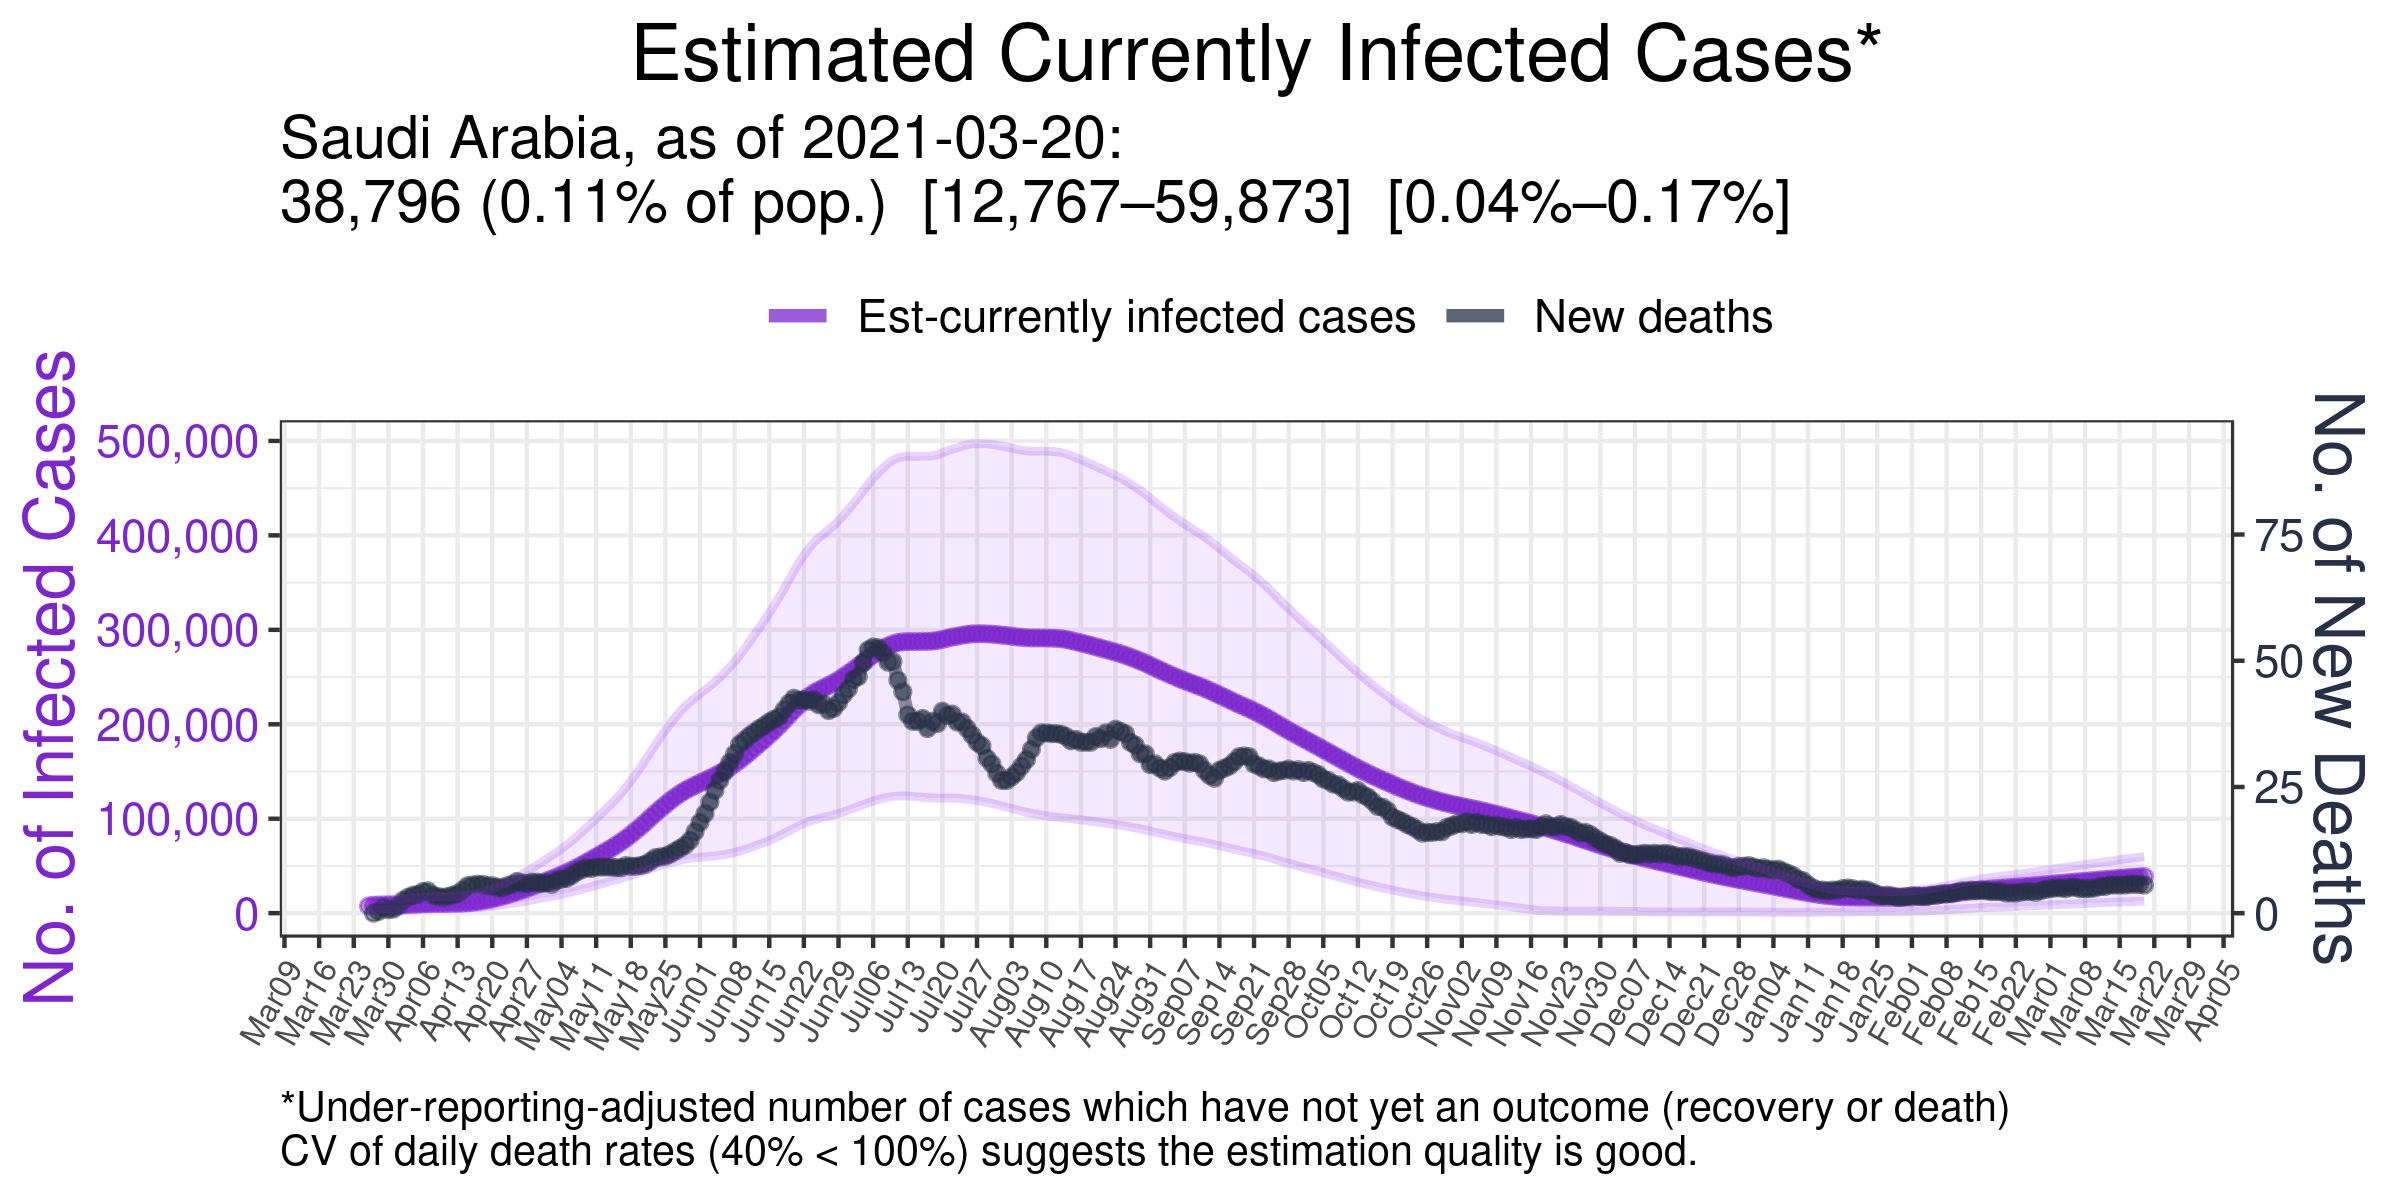 Estimated Currently Infected Cases*
Saudi Arabia, as of 2021-03-20:
38,796 (0.11% of pop.)  [12,767–59,873]  [0.04%–0.17%]
Est-currently infected cases
New deaths
No. of Infected Cases
500,000
400,000
300,000
200,000
100,000
0
75
50
25
0
No. of New Deaths
Mar09
Mar16
Mar23
Mar30
Apr06
Apr13
Apr20
Apr27
May04
May11
May18
May25
Jun01
Jun08
Jun15
Jun22
Jun29
Jul06
Jul13
Jul20
Jul27
Aug03
Aug10
Aug17
Aug24
Aug31
Sep07
Sep14
Sep21
Sep28
Oct05
Oct12
Oct19
Oct26
Nov02
Nov09
Nov16
Nov23
Nov30
Dec07
Dec14
Dec21
Dec28
Jan04
Jan11
Jan18
Jan25
Feb01
Feb08
Feb15
Feb22
Mar01
Mar08
Mar15
Mar22
Mar29
Apr05
*Under-reporting-adjusted number of cases which have not yet an outcome (recovery or death)
CV of daily death rates (40% < 100%) suggests the estimation quality is good.